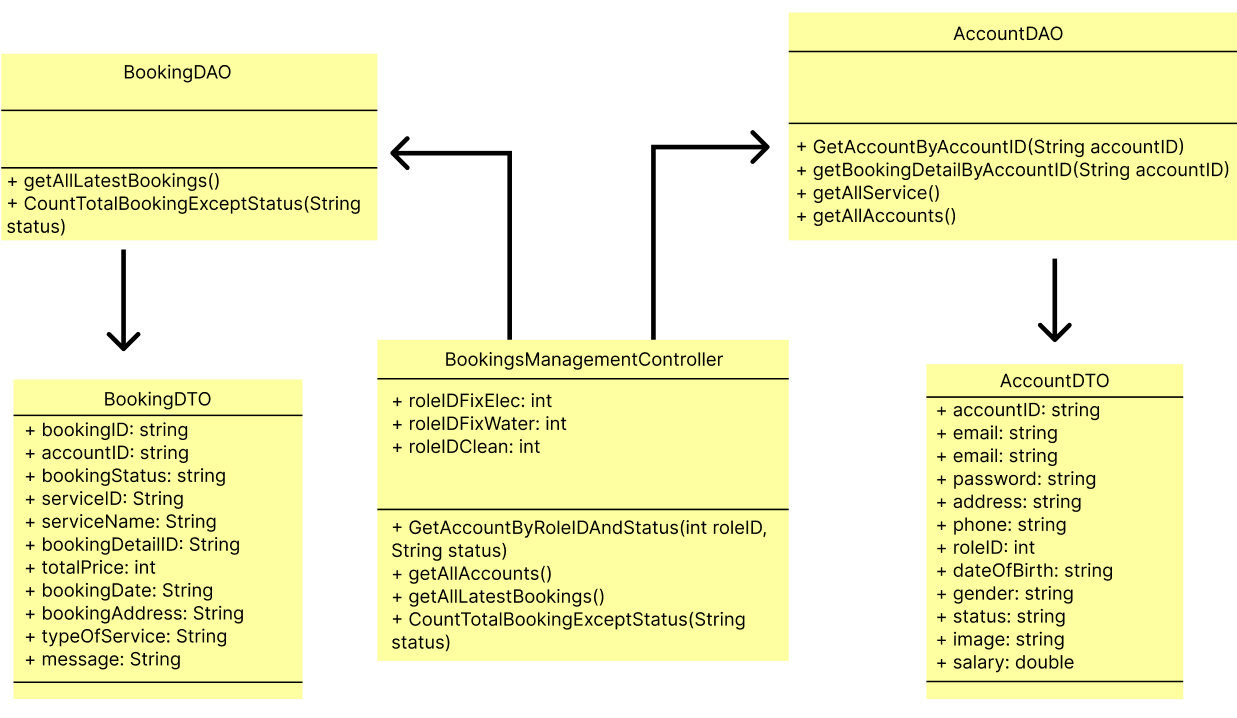 BookingDAO
+ getAllLatestBookings()
+ CountTotalBookingExceptStatus(String
status)
AccountDAO
+ GetAccountByAccountID(String accountID)
+ getBookingDetailByAccountID(String accountID)
+ getAllService()
+ getAllAccounts()
BookingsManagementController
+ roleIDFixElec: int
+ roleIDFixWater: int
+ roleIDClean: int
+ GetAccountByRoleIDAndStatus(int roleID,
String status)
+ getAllAccounts()
+ getAllLatestBookings()
+ CountTotalBookingExceptStatus(String
status)
BookingDTO
+ bookingID: string
+ accountID: string
+ bookingStatus: string
+ serviceID: String
+ serviceName: String
+ bookingDetailID: String
+ totalPrice: int
+ bookingDate: String
+ bookingAddress: String
+ typeOfService: String
+ message: String
AccountDTO
+ accountID: string
+ email: string
+ email: string
+ password: string
+ address: string
+ phone: string
+ roleID: int
+ dateOfBirth: string
+ gender: string
+ status: string
+ image: string
+ salary: double